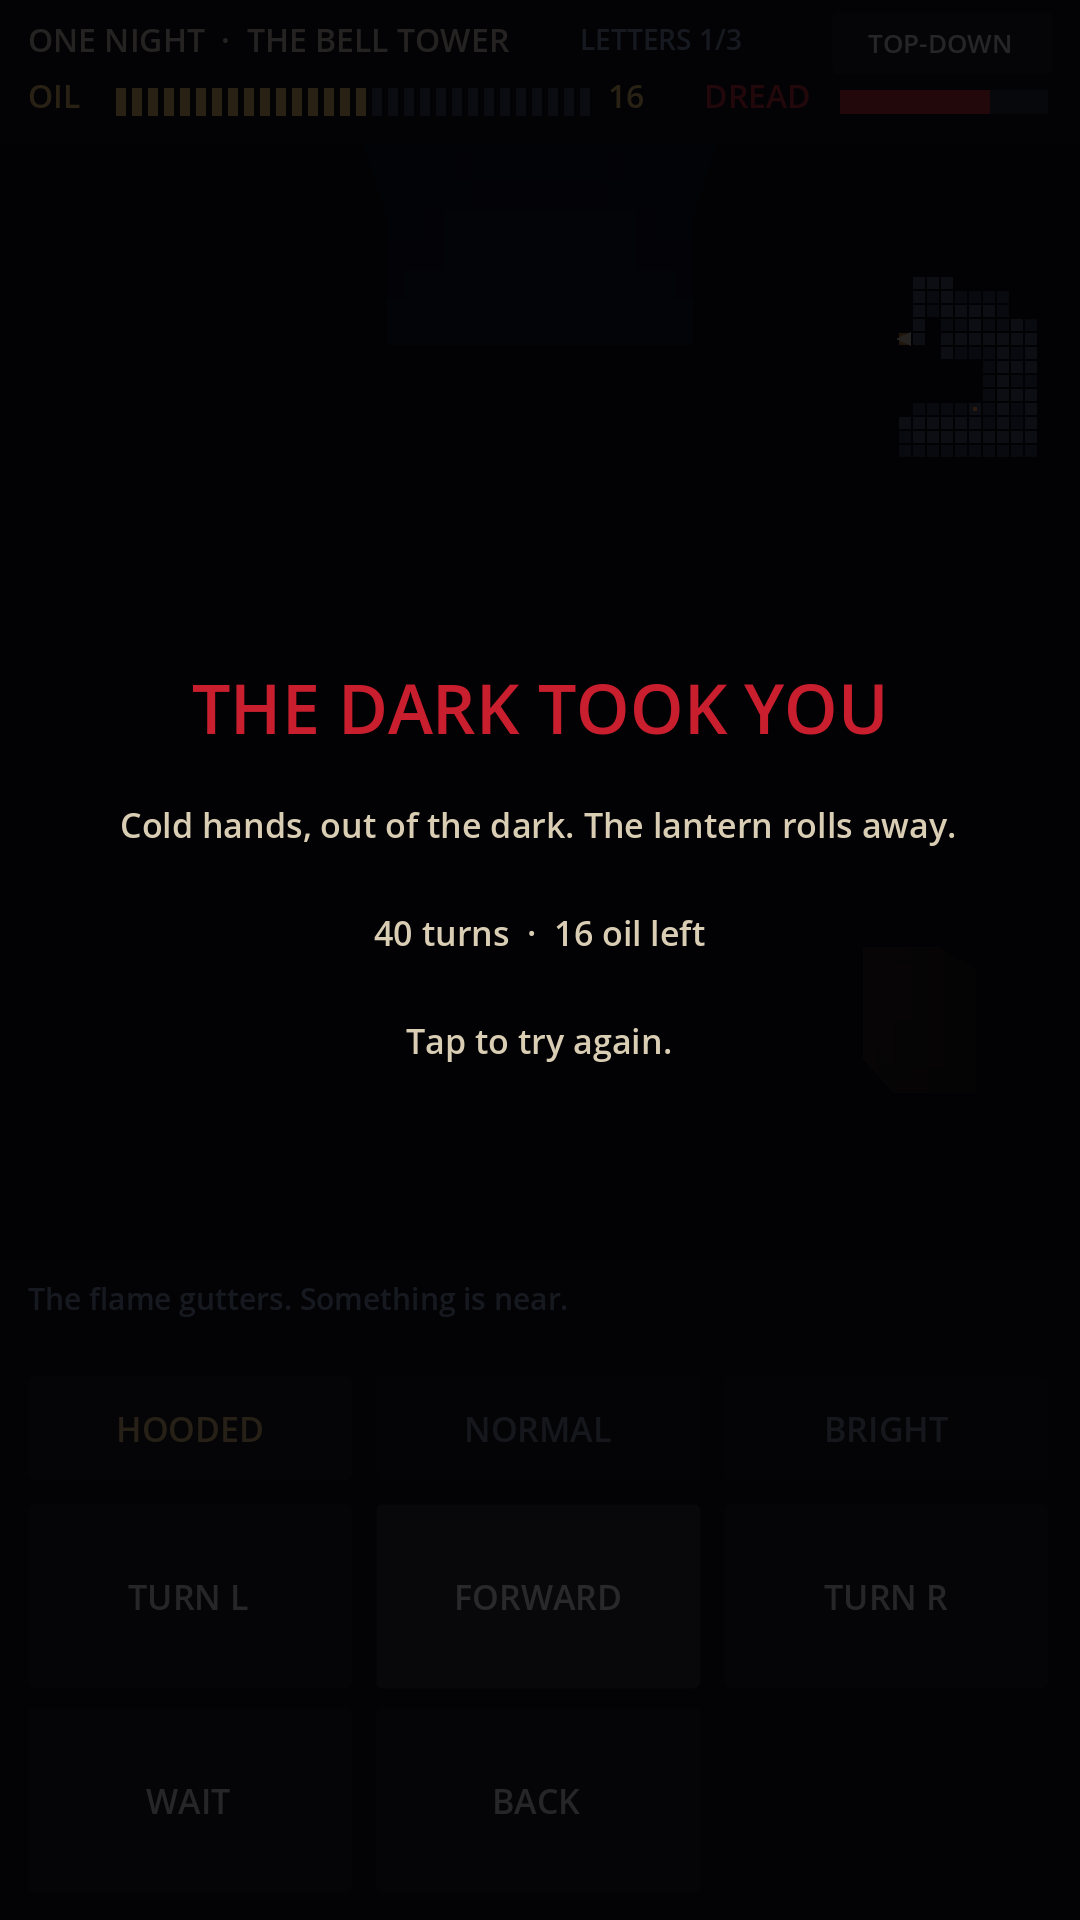 ONE NIGHT · THE BELL TOWER LETTERS 1/3 TOP-DOWN
OIL 16 DREAD
THE DARK TOOK YOU
Cold hands, out of the dark. The lantern rolls away.
40 turns · 16 oil left
Tap to try again.
The flame gutters. Something is near.
HOODED NORMAL BRIGHT
TURN L FORWARD TURN R
WAIT BACK